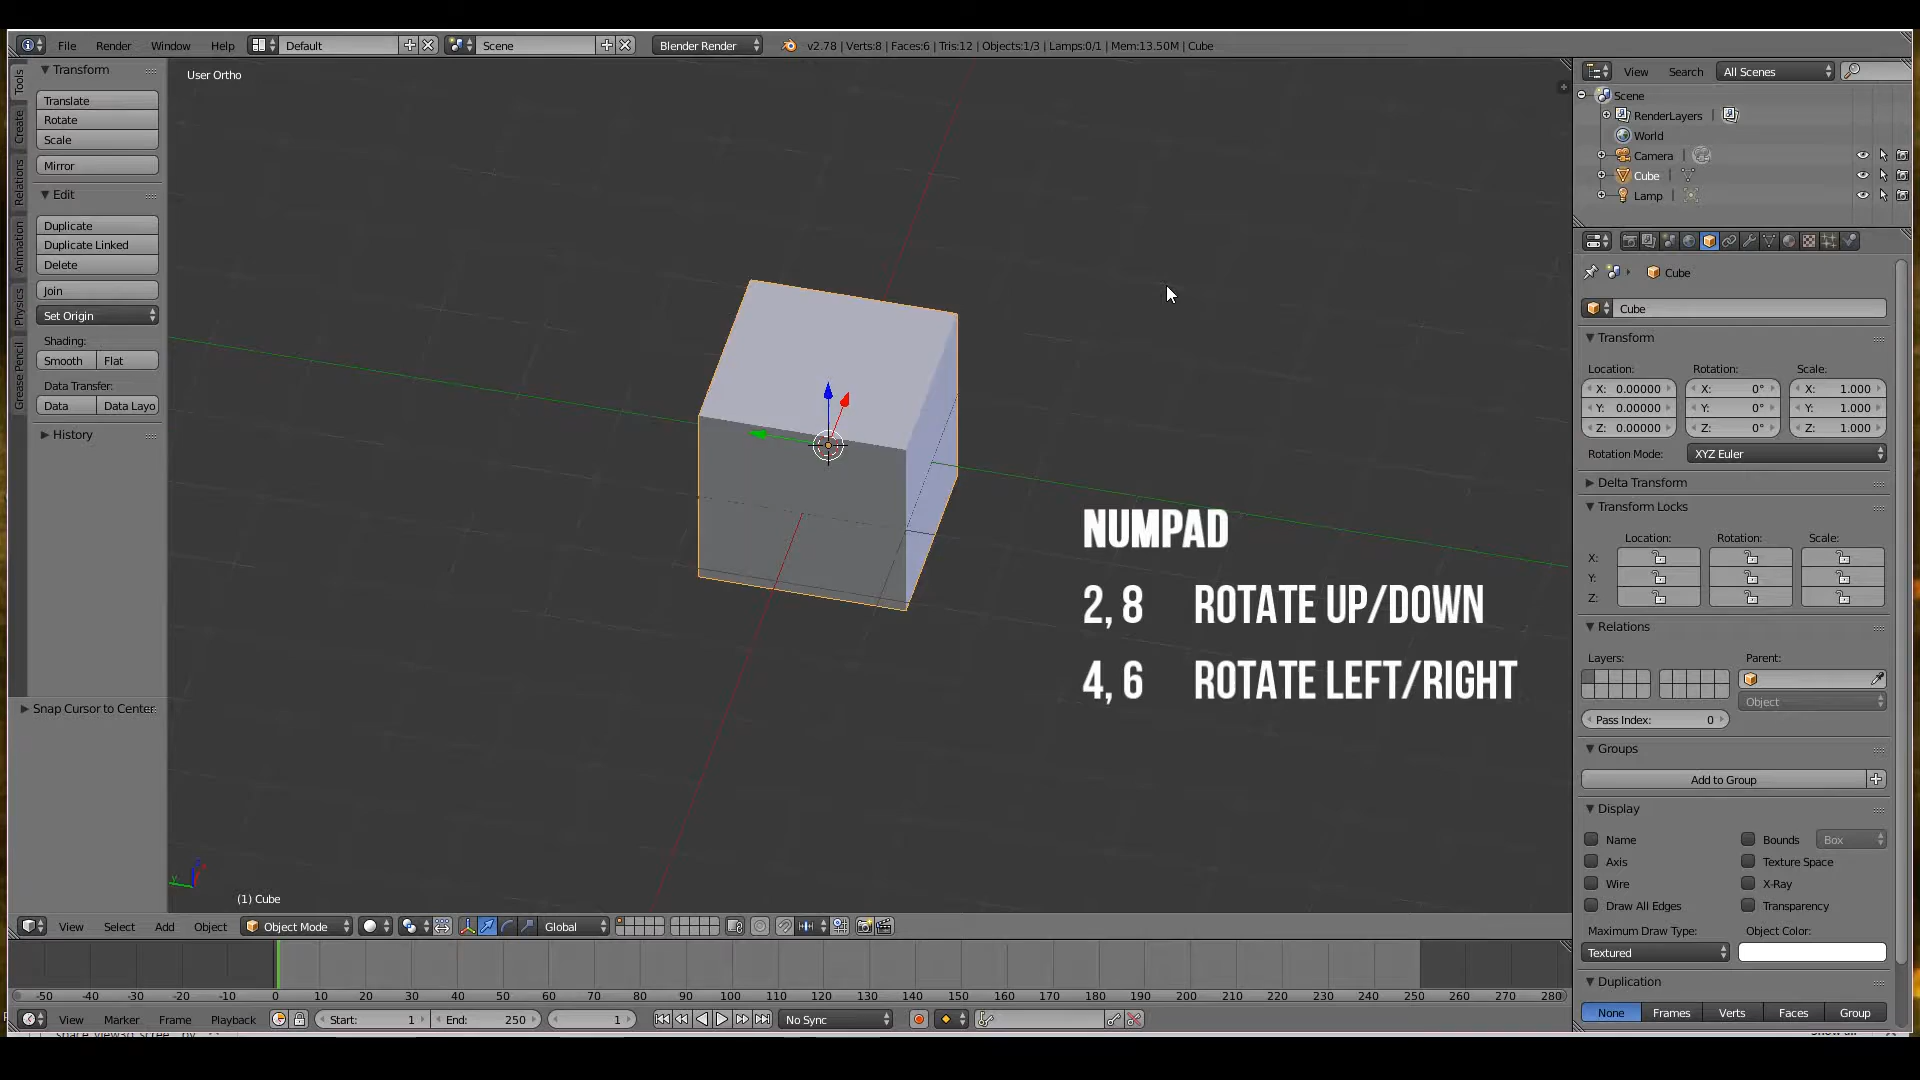 File Render Window Help Default Scene Blender Render v2.78 | Verts:8 | Faces:6 | Tris:12 | Objects:1/3 | Lamps:0/1 | Mem:13.50M | Cube
Tools
Create
Relations
Animation
Physics
Grease Pencil
Transform
Translate
Rotate
Scale
Mirror
Edit
Duplicate
Duplicate Linked
Delete
Join
Set Origin
Shading:
Smooth Flat
Data Transfer:
Data Data Layo
History
Snap Cursor to Center
User Ortho
NUMPAD
2, 8 ROTATE UP/DOWN
4, 6 ROTATE LEFT/RIGHT
(1) Cube
View Select Add Object Object Mode Global
-50 -40 -30 -20 -10 0 10 20 30 40 50 60 70 80 90 100 110 120 130 140 150 160 170 180 190 200 210 220 230 240 250 260 270 280
View Marker Frame Playback Start: 1 End: 250 1 No Sync
View Search All Scenes
Scene
RenderLayers
World
Camera
Cube
Lamp
Cube
Cube
Transform
Location: Rotation: Scale:
X: 0.00000 X: 0° X: 1.000
Y: 0.00000 Y: 0° Y: 1.000
Z: 0.00000 Z: 0° Z: 1.000
Rotation Mode: XYZ Euler
Delta Transform
Transform Locks
Location: Rotation: Scale:
X:
Y:
Z:
Relations
Layers: Parent:
Object
Pass Index: 0
Groups
Add to Group
Display
Name Bounds Box
Axis Texture Space
Wire X-Ray
Draw All Edges Transparency
Maximum Draw Type: Object Color:
Textured
Duplication
None Frames Verts Faces Group